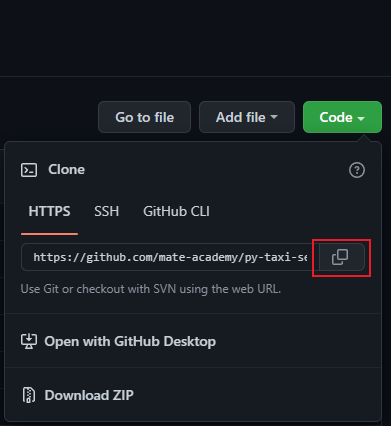 Go to file Add file Code
Clone
HTTPS SSH GitHub CLI
https://github.com/mate-academy/py-taxi-se
Use Git or checkout with SVN using the web URL.
Open with GitHub Desktop
Download ZIP